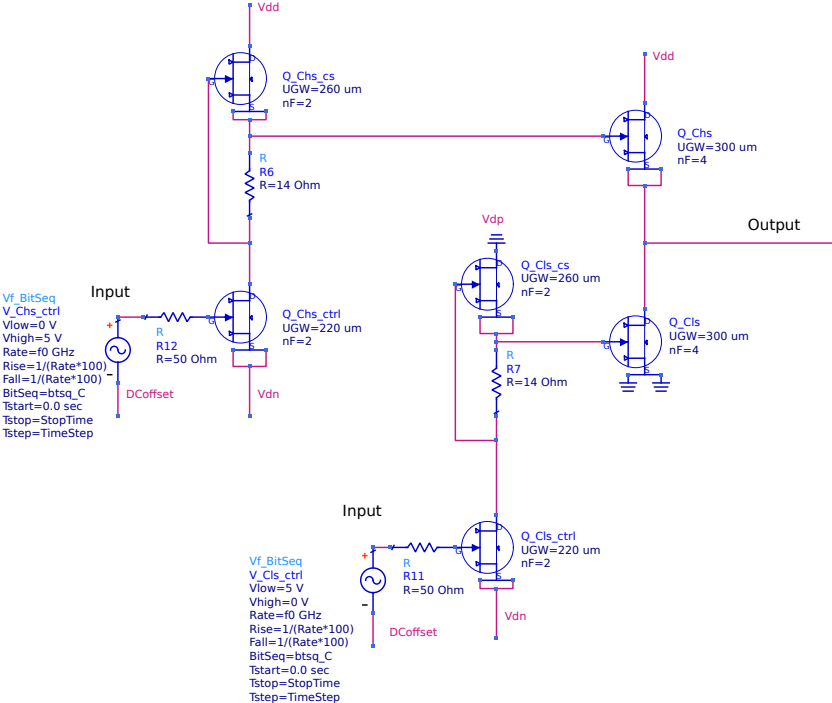 Vdd
Q_Chs_cs
UGW=260 um
nF=2
D
G
S
R
R6
R=14 Ohm
Vdd
Q_Chs
UGW=300 um
nF=4
D
G
S
Output
Vdp
Q_Cls_cs
UGW=260 um
nF=2
D
G
S
Input
Vf_BitSeq
V_Chs_ctrl
Vlow=0 V
Vhigh=5 V
Rate=f0 GHz
Rise=1/(Rate*100)
Fall=1/(Rate*100)
BitSeq=btsq_C
Tstart=0.0 sec
Tstop=StopTime
Tstep=TimeStep
+
−
R
R12
R=50 Ohm
DCoffset
Q_Chs_ctrl
UGW=220 um
nF=2
D
G
S
Vdn
R
R7
R=14 Ohm
Q_Cls
UGW=300 um
nF=4
D
G
S
Input
Vf_BitSeq
V_Cls_ctrl
Vlow=5 V
Vhigh=0 V
Rate=f0 GHz
Rise=1/(Rate*100)
Fall=1/(Rate*100)
BitSeq=btsq_C
Tstart=0.0 sec
Tstop=StopTime
Tstep=TimeStep
+
−
R
R11
R=50 Ohm
DCoffset
Q_Cls_ctrl
UGW=220 um
nF=2
D
G
S
Vdn